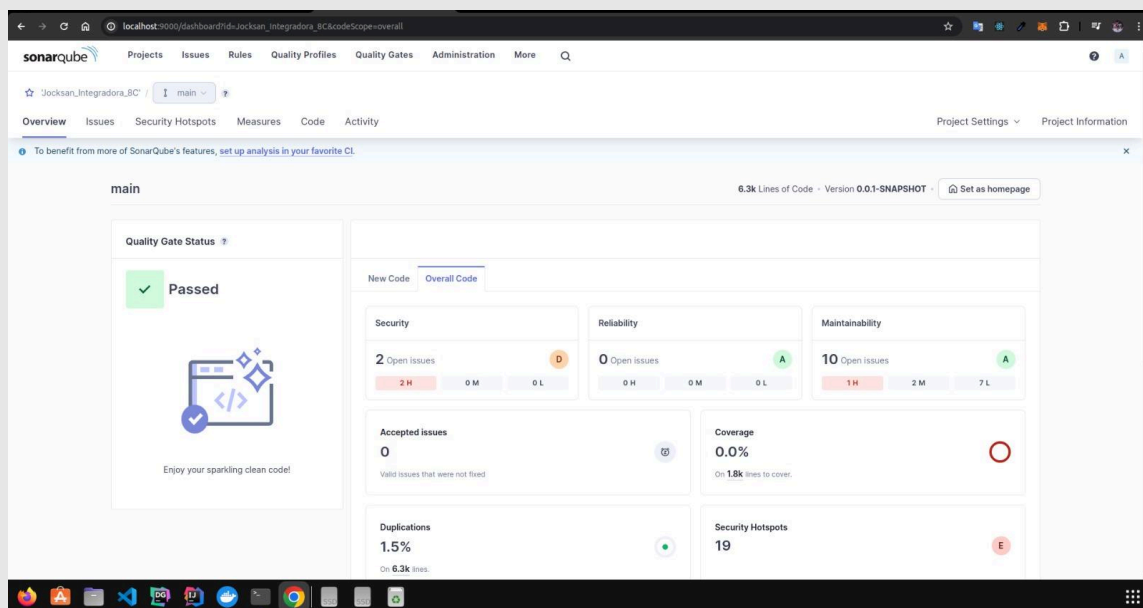 localhost:9000/dashboard?id=Jocksan_Integradora_8C&codeScope=overall
sonarqube Projects Issues Rules Quality Profiles Quality Gates Administration More A
'Jocksan_Integradora_8C' / main ?
Overview Issues Security Hotspots Measures Code Activity Project Settings Project Information
To benefit from more of SonarQube's features, set up analysis in your favorite CI.
main 6.3k Lines of Code · Version 0.0.1-SNAPSHOT · Set as homepage
Quality Gate Status ?
Passed
</>
Enjoy your sparkling clean code!
New Code Overall Code
Security
2 Open issues D
2 H 0 M 0 L
Reliability
0 Open issues A
0 H 0 M 0 L
Maintainability
10 Open issues A
1 H 2 M 7 L
Accepted issues
0
Valid issues that were not fixed
Coverage
0.0%
On 1.8k lines to cover.
Duplications
1.5%
On 6.3k lines.
Security Hotspots
19 E
DG IJ
SSD SSD